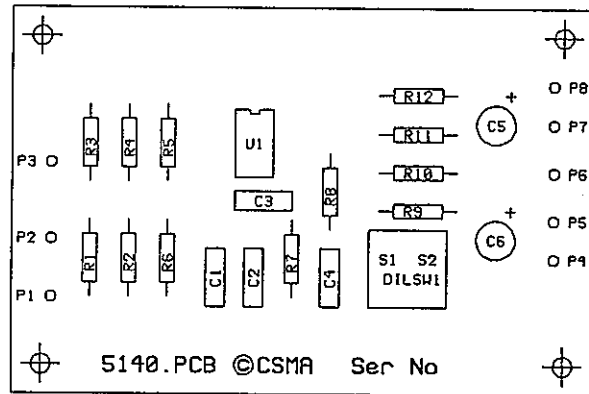 P8
R12
+
C5
P7
R3
R4
R5
U1
R11
P3
R10
P6
R8
C3
R9
+
P5
P2
C6
R1
R2
R6
C1
C2
R7
C4
S1 S2
DILSW1
P4
P1
5140.PCB ©CSMA Ser No